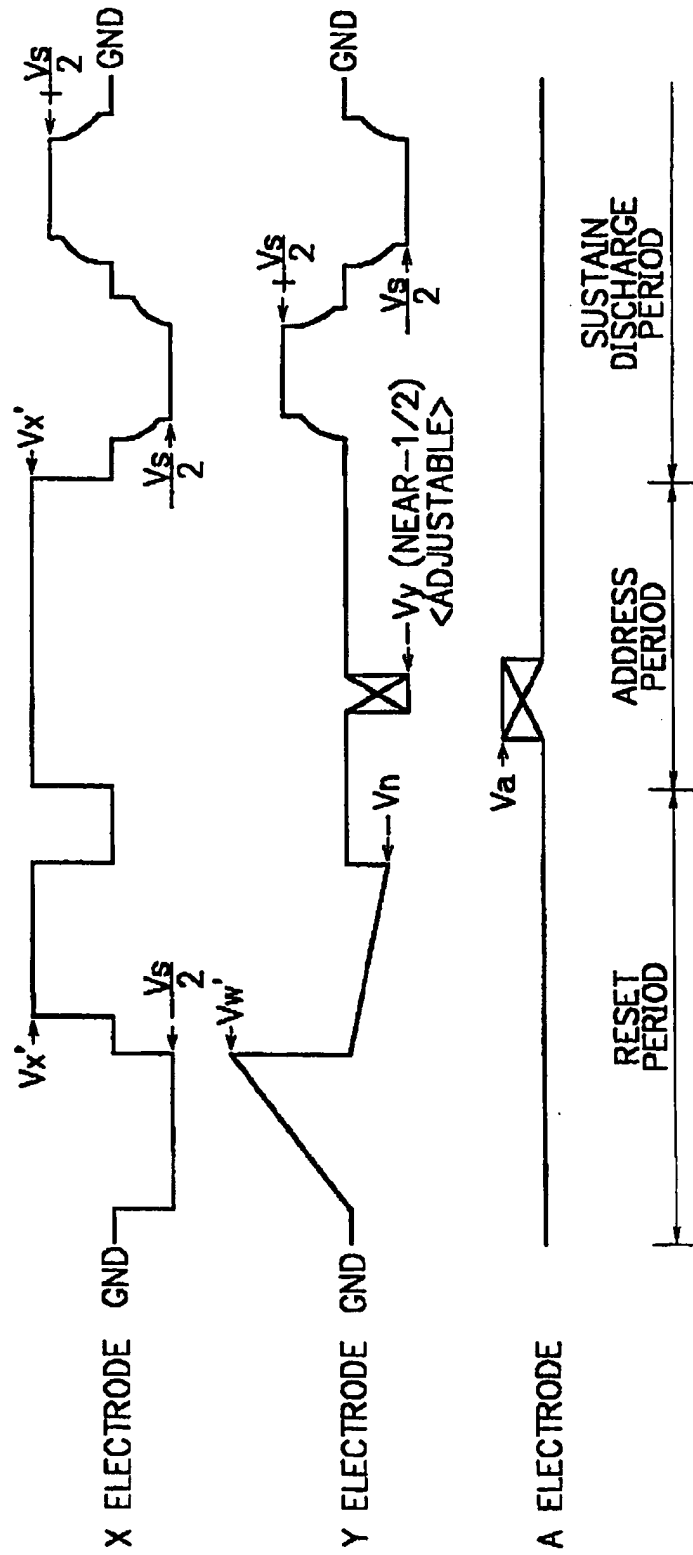 X ELECTRODE GND
Vx'
Vs
2
Vx'
Vs
2
+Vs
2
GND
Y ELECTRODE GND
Vw'
Vn
Vy (NEAR-1/2)
<ADJUSTABLE>
+Vs
2
Vs
2
GND
A ELECTRODE
Va
RESET
PERIOD
ADDRESS
PERIOD
SUSTAIN
DISCHARGE
PERIOD